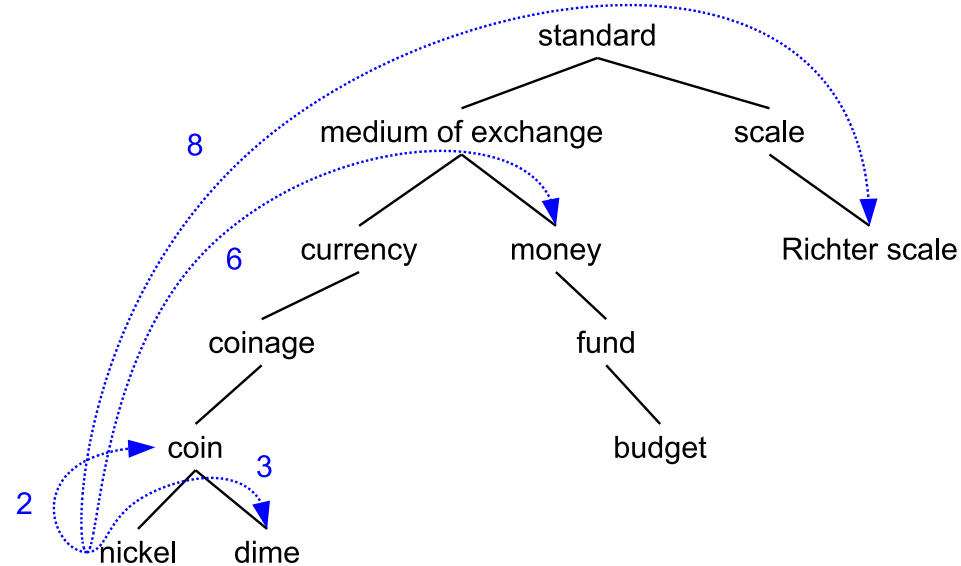 standard
8
medium of exchange
scale
6
currency
money
Richter scale
coinage
fund
coin
3
budget
2
nickel
dime